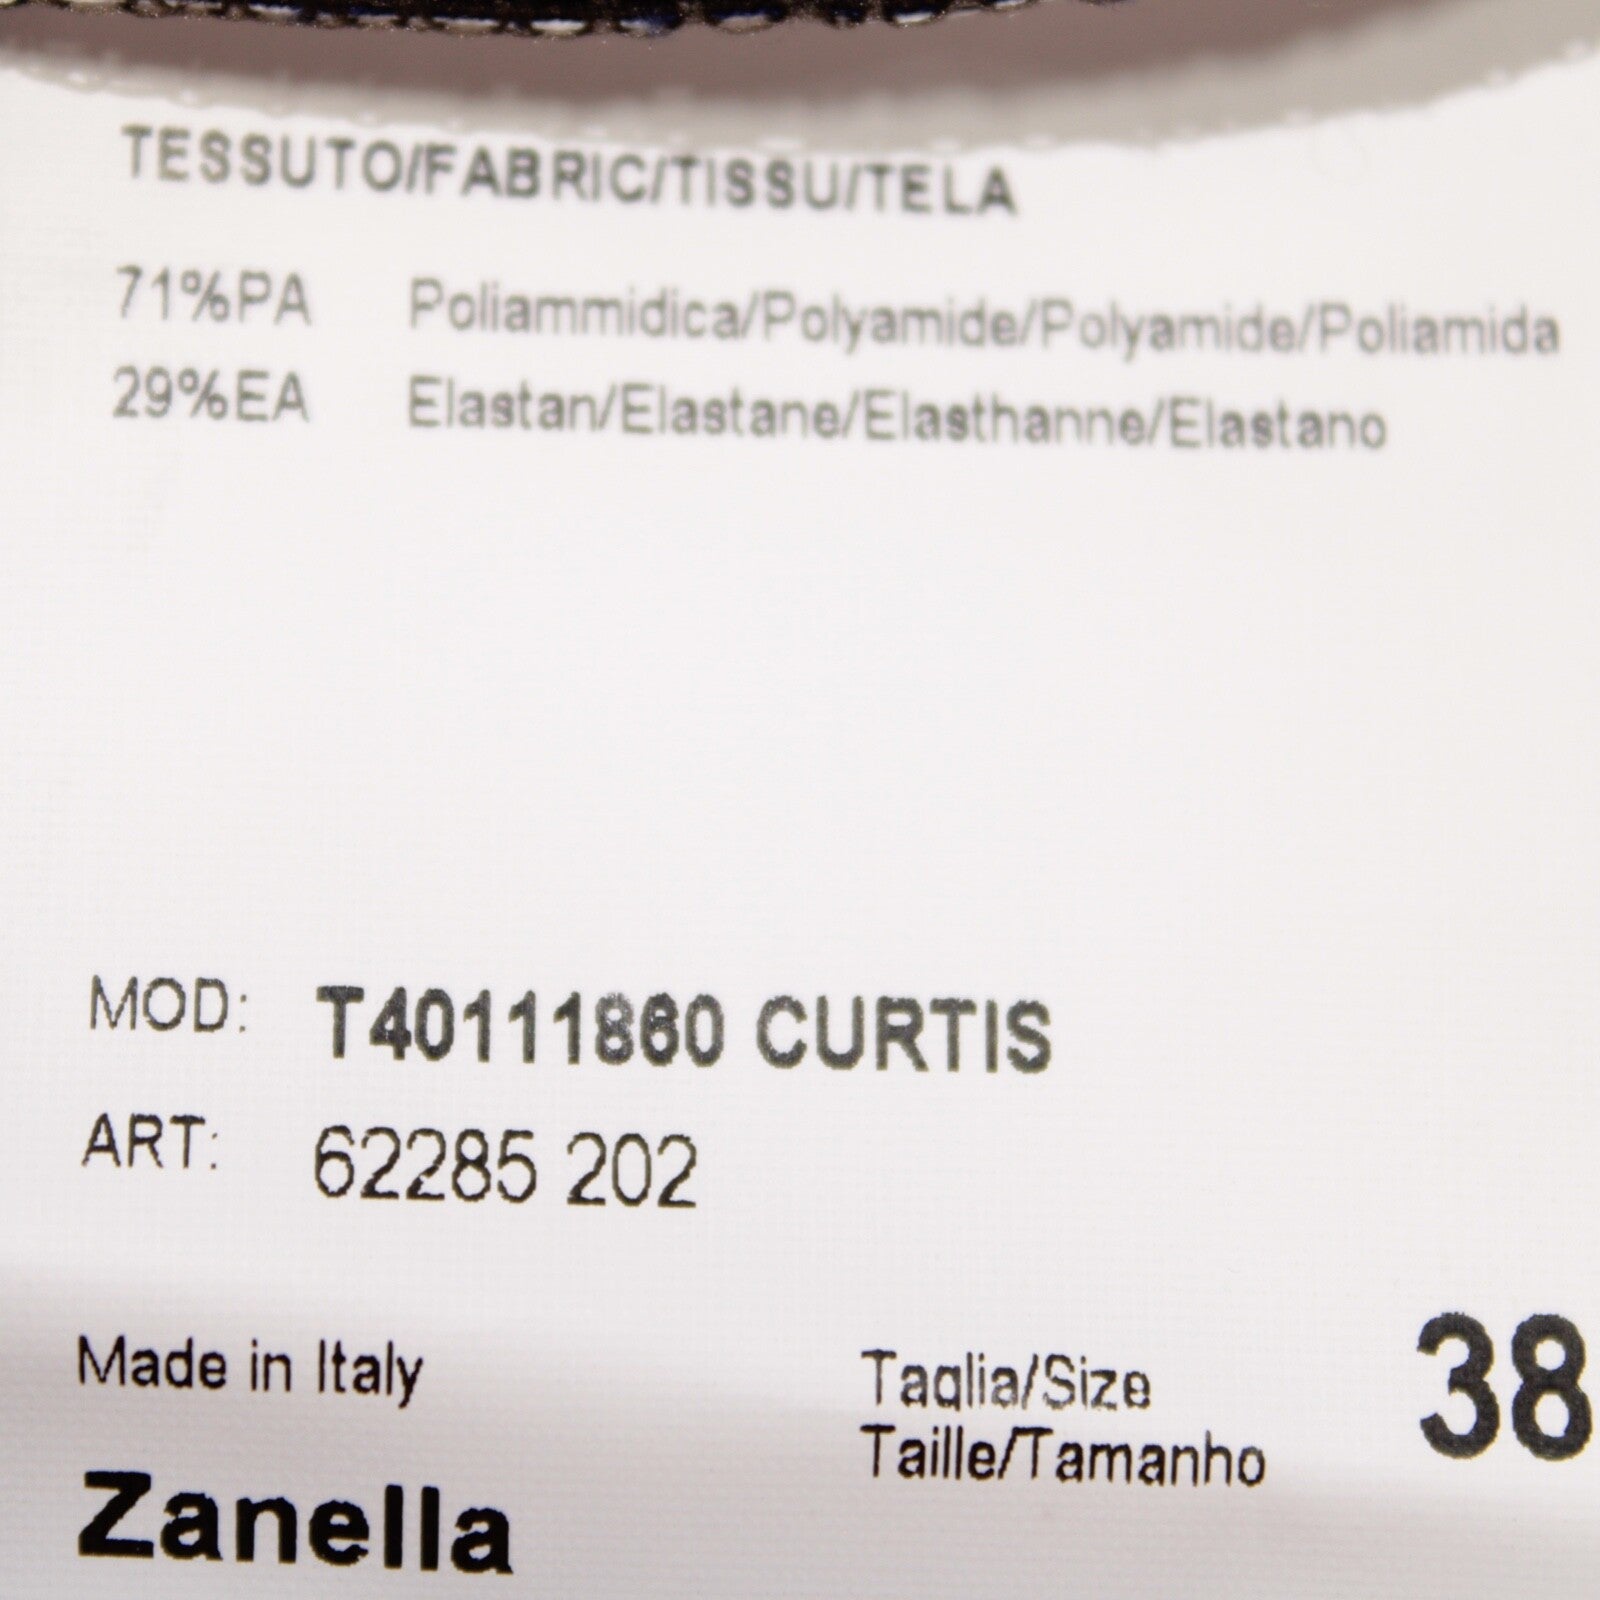 TESSUTO/FABRIC/TISSU/TELA
71%PA Poliammidica/Polyamide/Polyamide/Poliamida
29%EA Elastan/Elastane/Elasthanne/Elastano
MOD: T40111860 CURTIS
ART: 62285 202
Made in Italy
Taglia/Size 38
Taille/Tamanho
Zanella